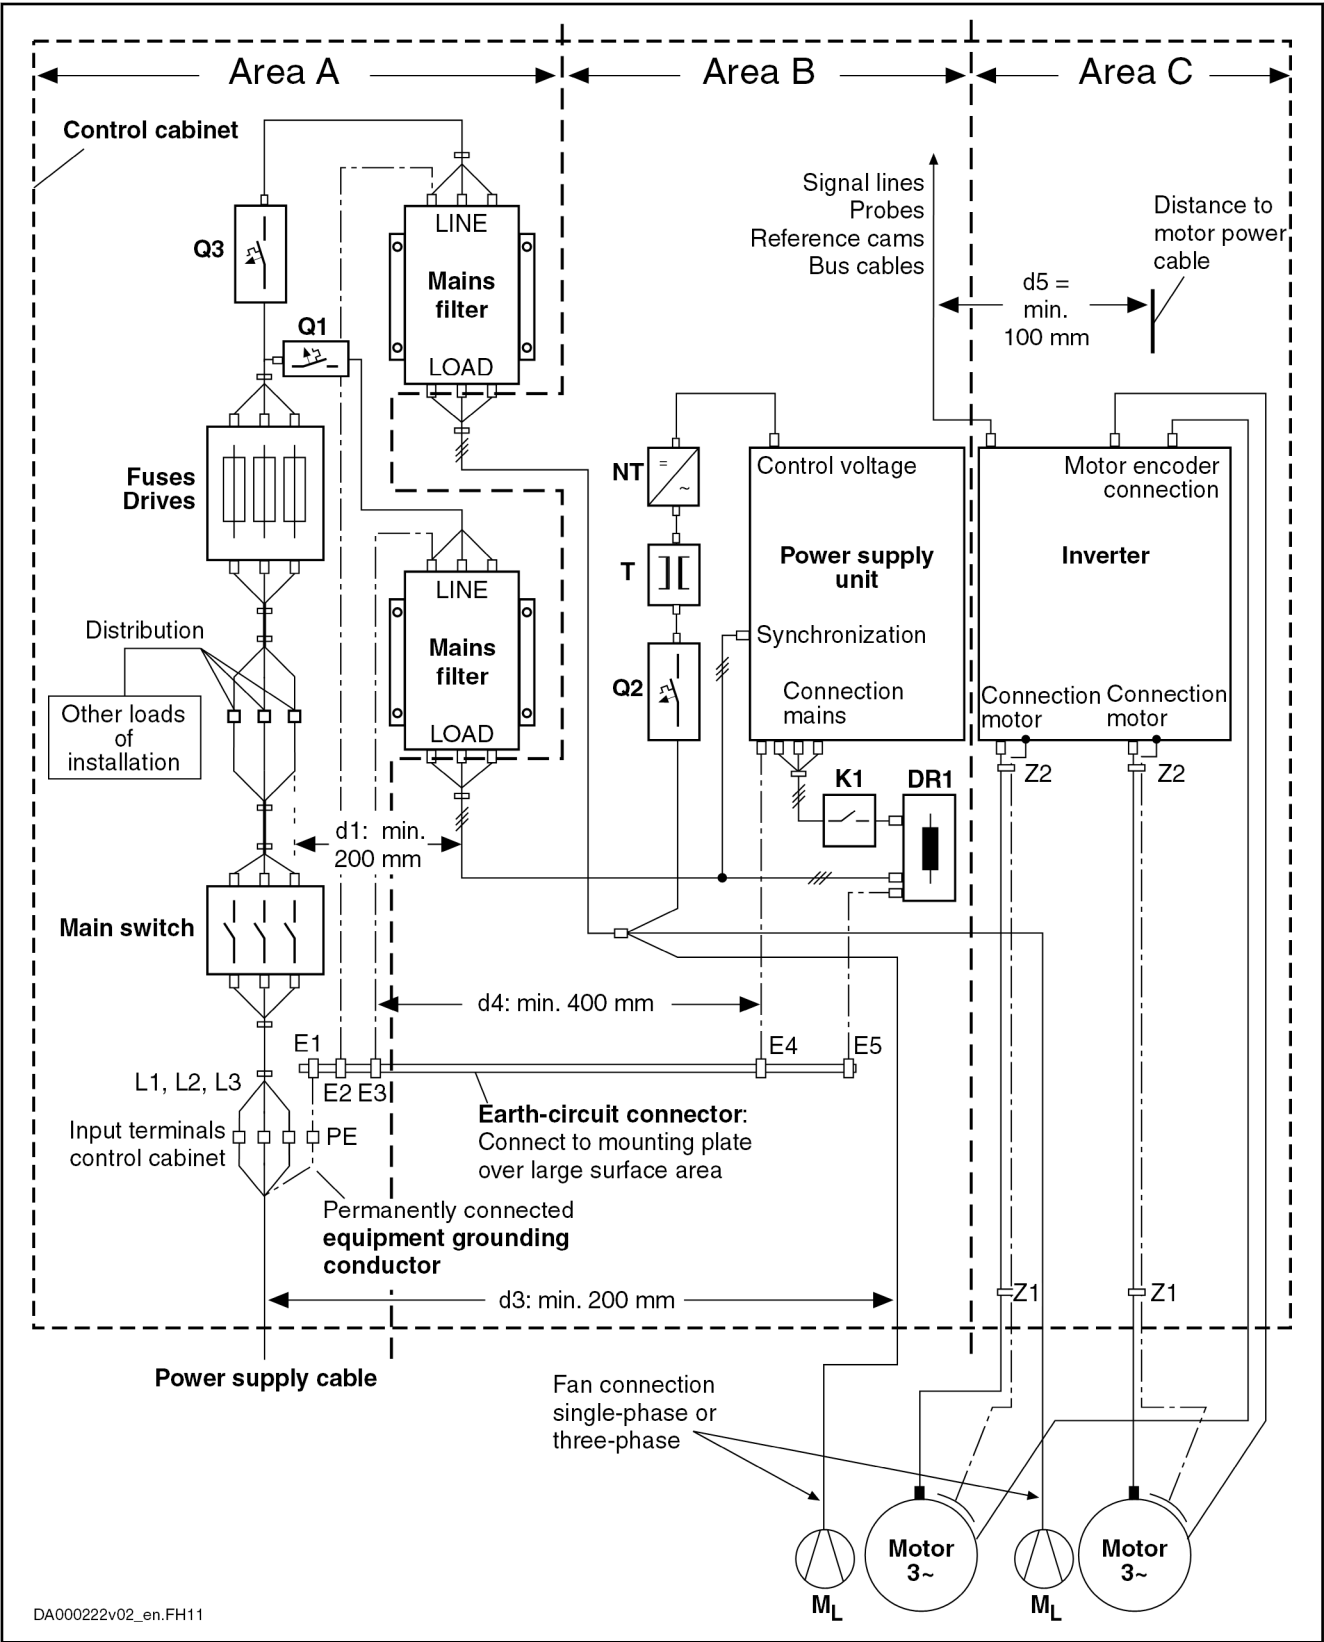 Area A
Area B
Area C
Control cabinet
Signal lines
Probes
Reference cams
Bus cables
Distance to
motor power
cable
d5 =
min.
100 mm
Q3
LINE
Mains
filter
LOAD
Q1
Fuses
Drives
NT
=
~
T
Q2
Control voltage
Power supply
unit
Synchronization
Connection
mains
Motor encoder
connection
Inverter
Connection
motor
Connection
motor
Z2
Z2
LINE
Mains
filter
LOAD
Distribution
Other loads
of
installation
K1
DR1
d1: min.
200 mm
Main switch
d4: min. 400 mm
E1
E2
E3
E4
E5
L1, L2, L3
Input terminals
control cabinet
PE
Earth-circuit connector:
Connect to mounting plate
over large surface area
Permanently connected
equipment grounding
conductor
d3: min. 200 mm
Z1
Z1
Power supply cable
Fan connection
single-phase or
three-phase
Motor
3~
Motor
3~
ML
ML
DA000222v02_en.FH11